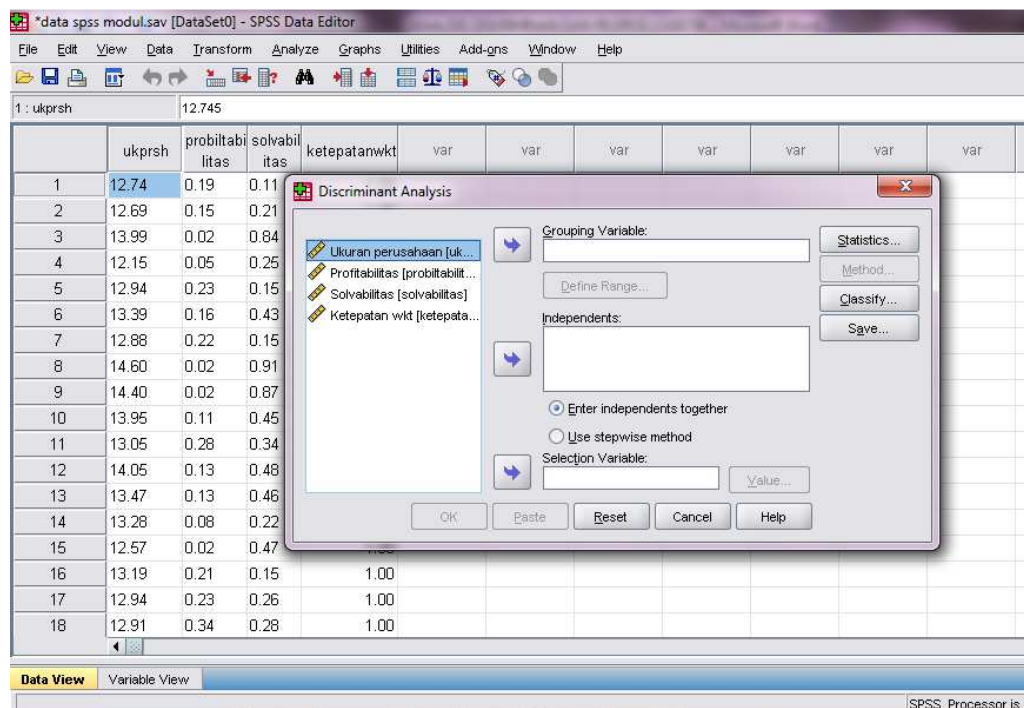 *data spss modul.sav [DataSet0] - SPSS Data Editor
File Edit View Data Transform Analyze Graphs Utilities Add-ons Window Help
1 : ukprsh 12.745
ukprsh probiltabilitas solvabilitas ketepatanwkt var var var var var var var
1 12.74 0.19 0.11
2 12.69 0.15 0.21
3 13.99 0.02 0.84
4 12.15 0.05 0.25
5 12.94 0.23 0.15
6 13.39 0.16 0.43
7 12.88 0.22 0.15
8 14.60 0.02 0.91
9 14.40 0.02 0.87
10 13.95 0.11 0.45
11 13.05 0.28 0.34
12 14.05 0.13 0.48
13 13.47 0.13 0.46
14 13.28 0.08 0.22
15 12.57 0.02 0.47
16 13.19 0.21 0.15 1.00
17 12.94 0.23 0.26 1.00
18 12.91 0.34 0.28 1.00
Discriminant Analysis
Ukuran perusahaan [uk...
Profitabilitas [probiltabilit...
Solvabilitas [solvabilitas]
Ketepatan wkt [ketepata...
Grouping Variable:
Define Range...
Independents:
Enter independents together
Use stepwise method
Selection Variable:
Value...
Statistics...
Method...
Classify...
Save...
OK Paste Reset Cancel Help
Data View Variable View
SPSS Processor is